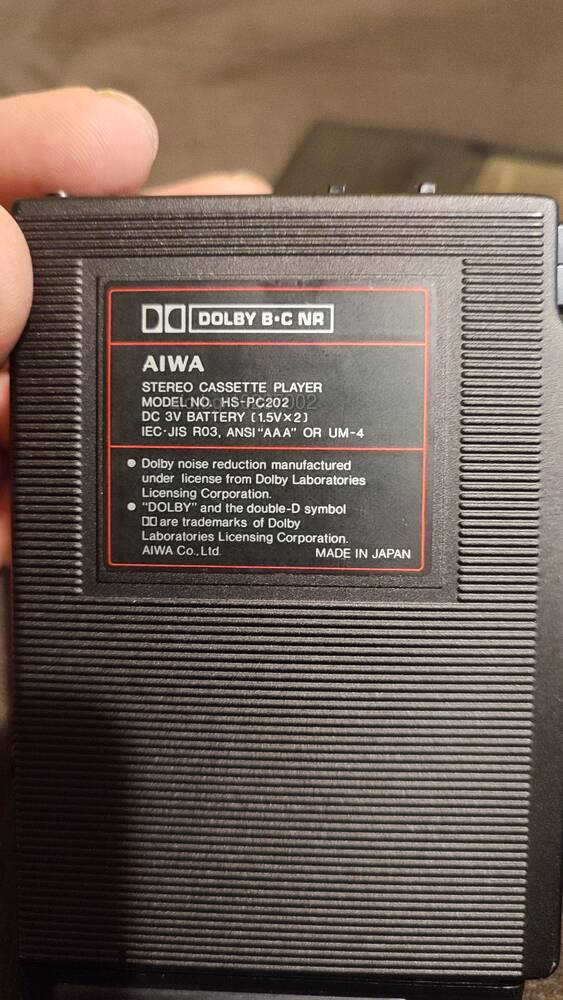 DOLBY B·C NR
AIWA
STEREO CASSETTE PLAYER
MODEL NO. HS-PC202
DC 3V BATTERY (1.5V×2)
IEC·JIS R03, ANSI "AAA" OR UM-4
● Dolby noise reduction manufactured
under license from Dolby Laboratories
Licensing Corporation.
● "DOLBY" and the double-D symbol
are trademarks of Dolby
Laboratories Licensing Corporation.
AIWA Co., Ltd. MADE IN JAPAN